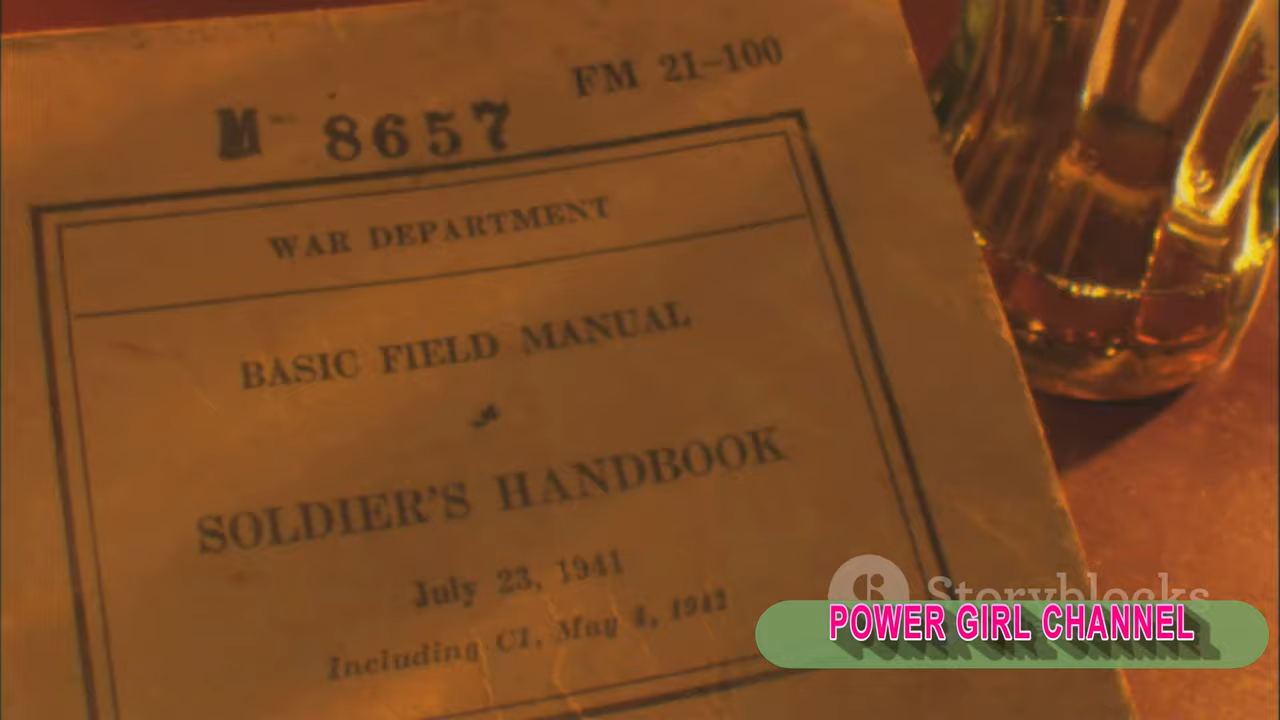 FM 21-100
M- 8657
WAR DEPARTMENT
BASIC FIELD MANUAL
SOLDIER'S HANDBOOK
July 23, 1941
Including C1, May 4, 1942
Storyblocks
POWER GIRL CHANNEL